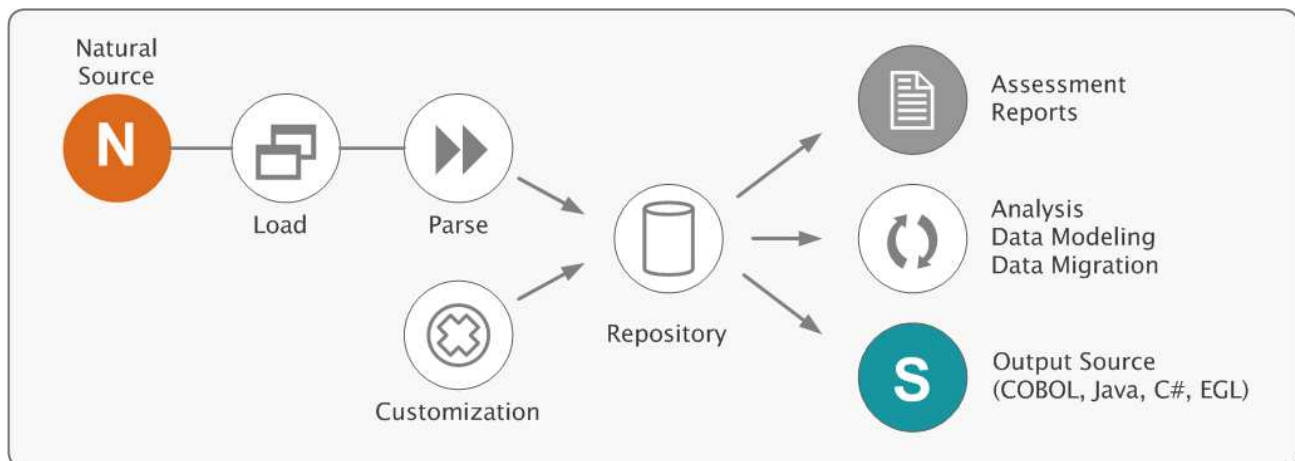 Natural
Source
N
Load
Parse
Customization
Repository
Assessment
Reports
Analysis
Data Modeling
Data Migration
S
Output Source
(COBOL, Java, C#, EGL)